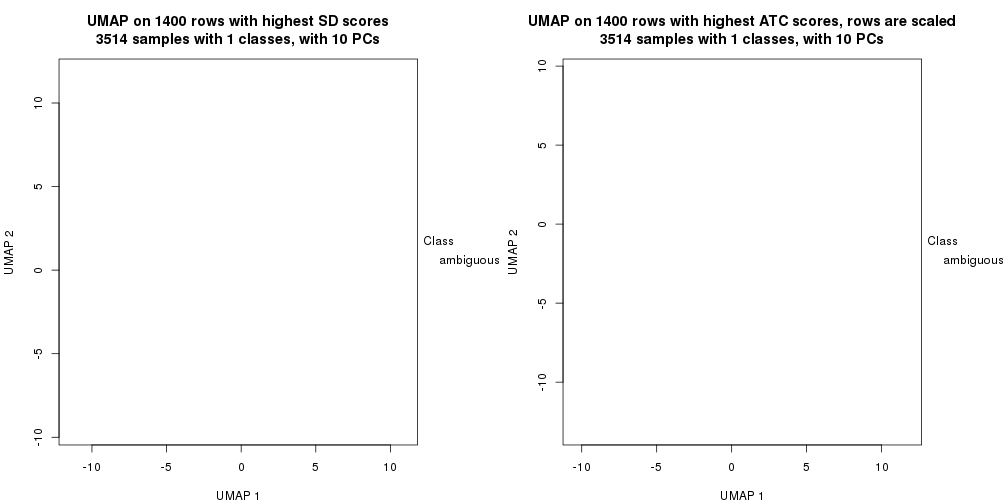 UMAP on 1400 rows with highest SD scores
3514 samples with 1 classes, with 10 PCs
10
5
0
-5
-10
UMAP 2
-10
-5
0
5
10
UMAP 1
Class
ambiguous
UMAP on 1400 rows with highest ATC scores, rows are scaled
3514 samples with 1 classes, with 10 PCs
10
5
0
-5
-10
UMAP 2
-10
-5
0
5
10
UMAP 1
Class
ambiguous